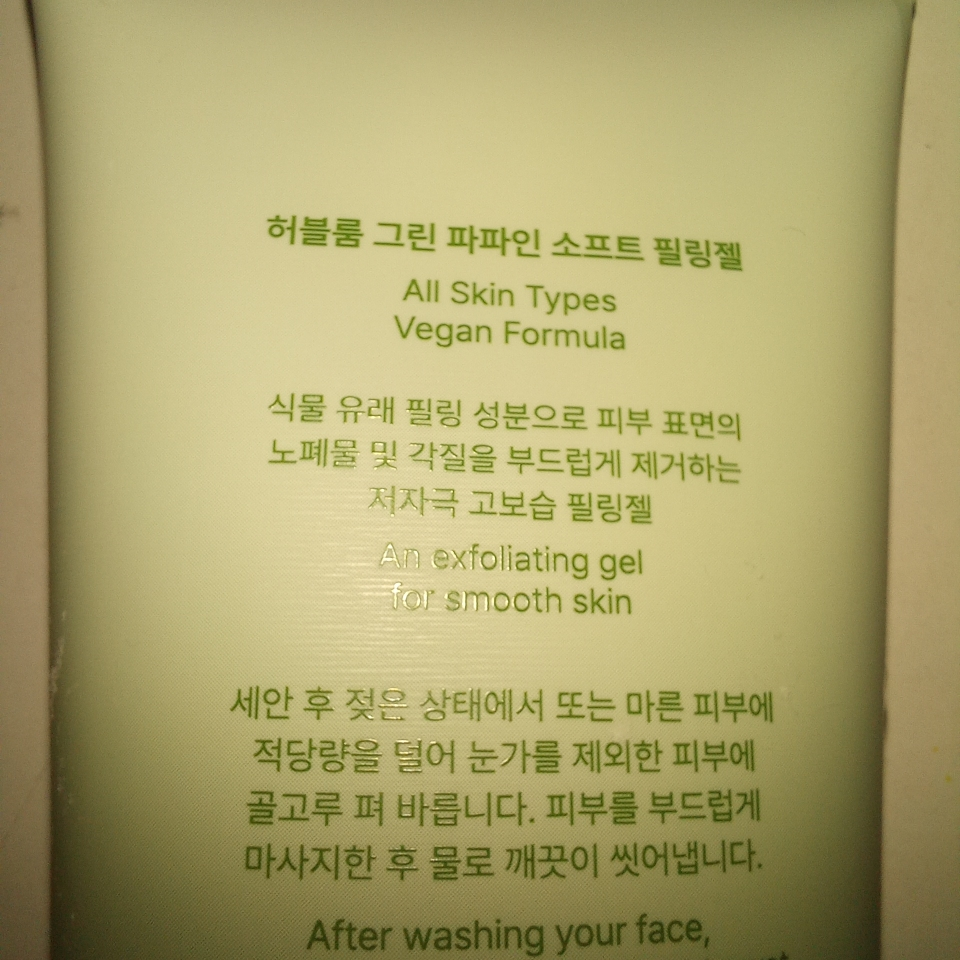 허블룸 그린 파파인 소프트 필링젤
All Skin Types
Vegan Formula
식물 유래 필링 성분으로 피부 표면의
노폐물 및 각질을 부드럽게 제거하는
저자극 고보습 필링젤
An exfoliating gel
for smooth skin
세안 후 젖은 상태에서 또는 마른 피부에
적당량을 덜어 눈가를 제외한 피부에
골고루 펴 바릅니다. 피부를 부드럽게
마사지한 후 물로 깨끗이 씻어냅니다.
After washing your face,